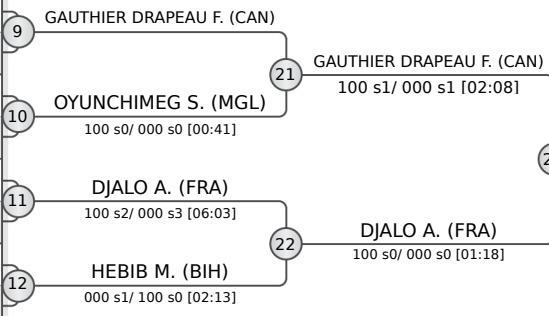 9
GAUTHIER DRAPEAU F. (CAN)
21
GAUTHIER DRAPEAU F. (CAN)
100 s1/ 000 s1 [02:08]
10
OYUNCHIMEG S. (MGL)
100 s0/ 000 s0 [00:41]
11
DJALO A. (FRA)
100 s2/ 000 s3 [06:03]
22
DJALO A. (FRA)
100 s0/ 000 s0 [01:18]
12
HEBIB M. (BIH)
000 s1/ 100 s0 [02:13]